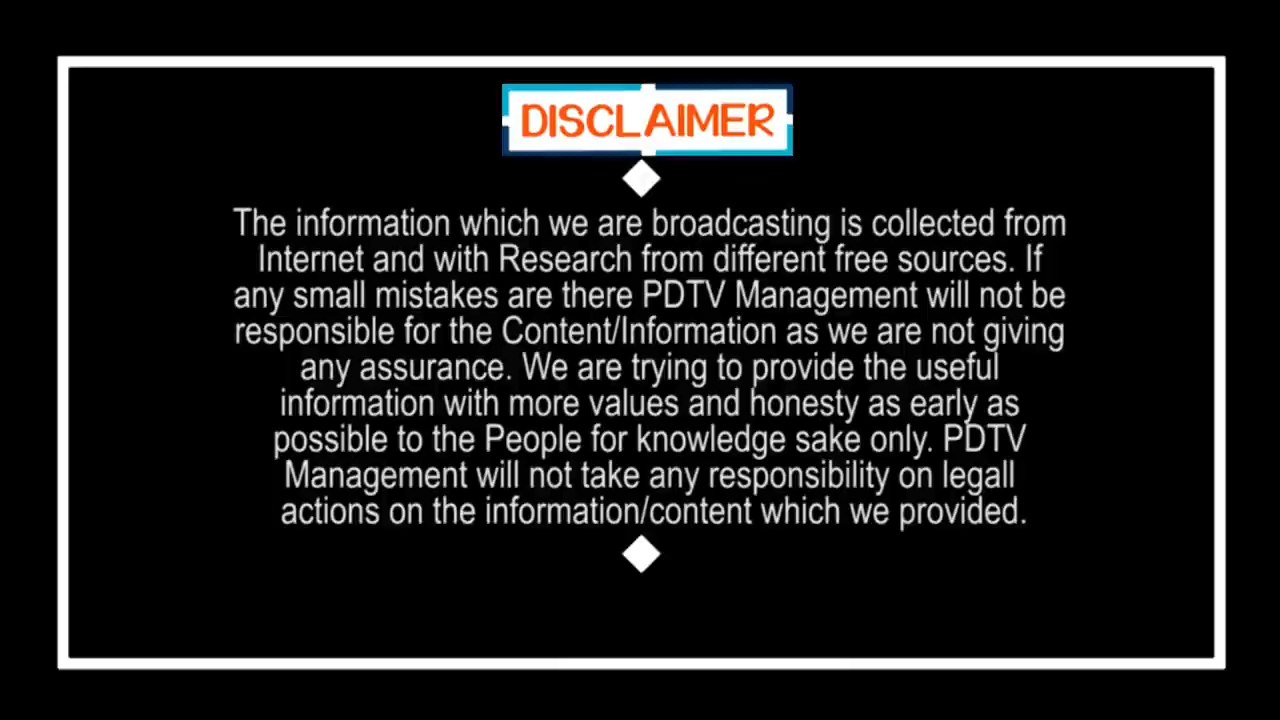 DISCLAIMER
The information which we are broadcasting is collected from
Internet and with Research from different free sources. If
any small mistakes are there PDTV Management will not be
responsible for the Content/Information as we are not giving
any assurance. We are trying to provide the useful
information with more values and honesty as early as
possible to the People for knowledge sake only. PDTV
Management will not take any responsibility on legall
actions on the information/content which we provided.